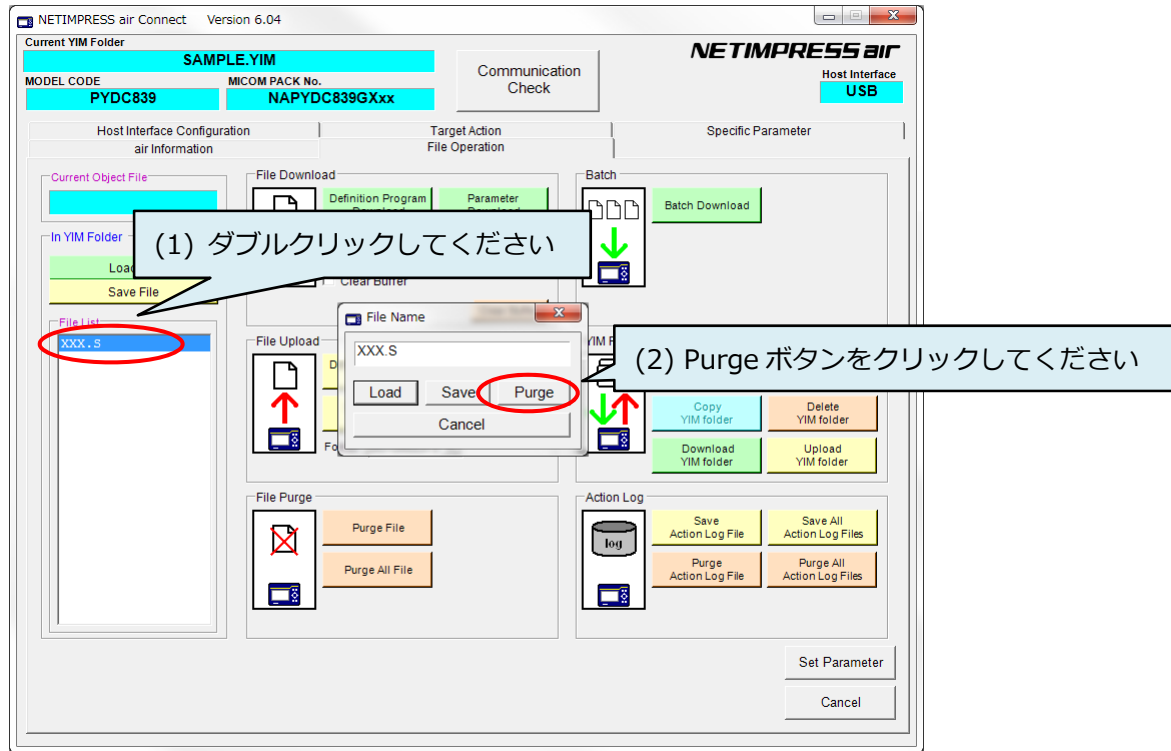 NETIMPRESS air Connect Version 6.04
Current YIM Folder
SAMPLE.YIM
MODEL CODE
MICOM PACK No.
PYDC839
NAPYDC839GXxx
Communication
Check
NETIMPRESS air
Host Interface
USB
Host Interface Configuration
Target Action
Specific Parameter
air Information
File Operation
Current Object File
In YIM Folder
Save File
File List
XXX.S
(1) ダブルクリックしてください
File Download
Definition Program
Parameter
Clear Buffer
Batch
Batch Download
File Name
XXX.S
Load
Save
Purge
Cancel
(2) Purge ボタンをクリックしてください
File Upload
Copy
YIM folder
Delete
YIM folder
Download
YIM folder
Upload
YIM folder
File Purge
Purge File
Purge All File
Action Log
log
Save
Action Log File
Save All
Action Log Files
Purge
Action Log File
Purge All
Action Log Files
Set Parameter
Cancel